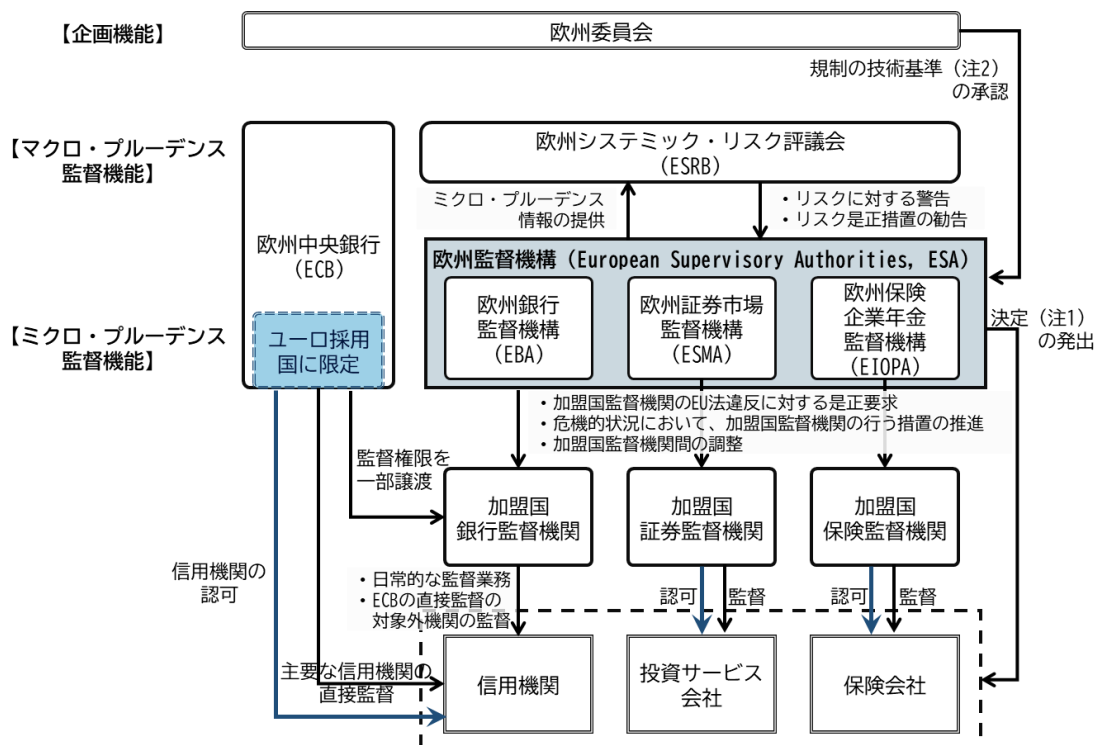 【企画機能】
欧州委員会
規制の技術基準（注2）
の承認
【マクロ・プルーデンス
監督機能】
欧州システミック・リスク評議会
(ESRB)
ミクロ・プルーデンス
情報の提供
・リスクに対する警告
・リスク是正措置の勧告
欧州中央銀行
(ECB)
欧州監督機構（European Supervisory Authorities, ESA）
欧州銀行
監督機構
(EBA)
欧州証券市場
監督機構
(ESMA)
欧州保険
企業年金
監督機構
(EIOPA)
決定（注1）
の発出
【ミクロ・プルーデンス
監督機能】
ユーロ採用
国に限定
・加盟国監督機関のEU法違反に対する是正要求
・危機的状況において、加盟国監督機関の行う措置の推進
・加盟国監督機関間の調整
監督権限を
一部譲渡
加盟国
銀行監督機関
加盟国
証券監督機関
加盟国
保険監督機関
信用機関の
認可
・日常的な監督業務
・ECBの直接監督の
対象外機関の監督
認可
監督
認可
監督
主要な信用機関の
直接監督
信用機関
投資サービス
会社
保険会社